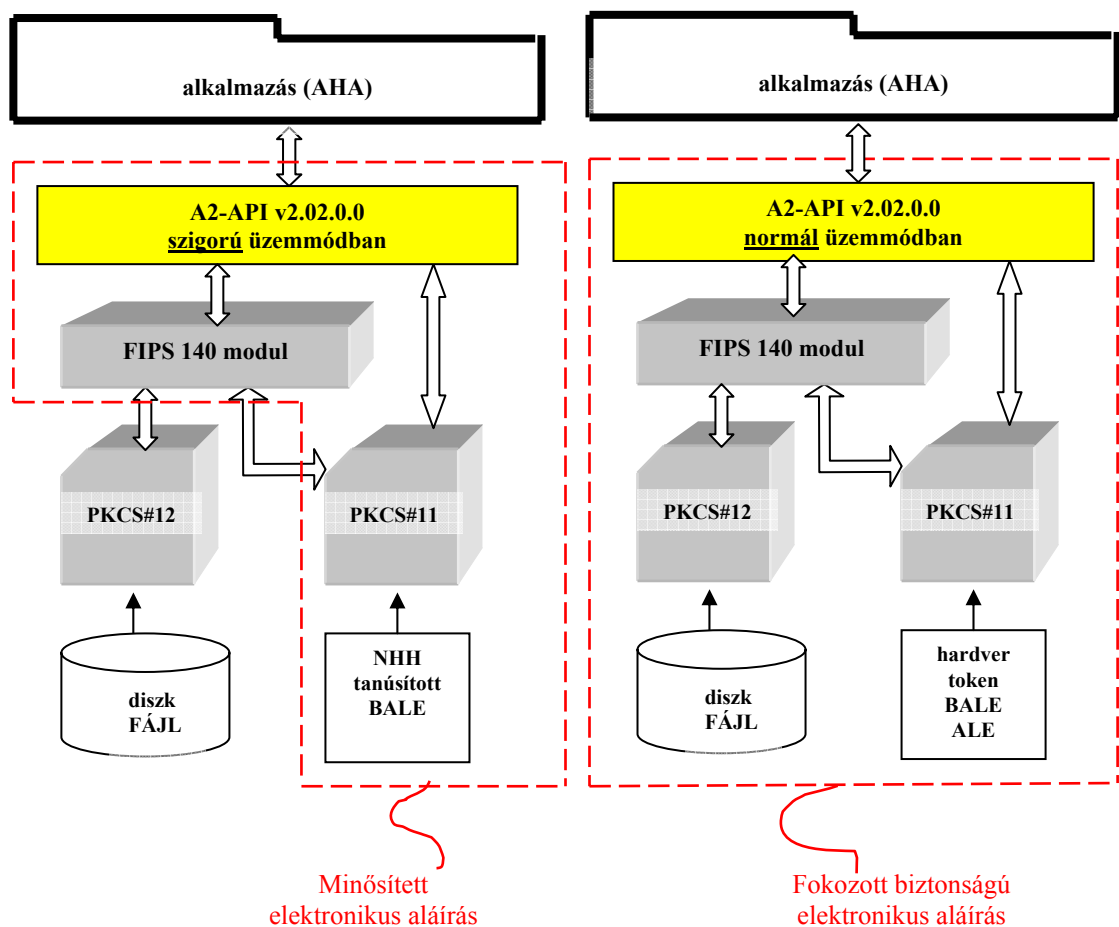 alkalmazás (AHA)
A2-API v2.02.0.0
szigorú üzemmódban
FIPS 140 modul
PKCS#12
PKCS#11
diszk
FÁJL
NHH
tanúsított
BALE
Minősített
elektronikus aláírás
alkalmazás (AHA)
A2-API v2.02.0.0
normál üzemmódban
FIPS 140 modul
PKCS#12
PKCS#11
diszk
FÁJL
hardver
token
BALE
ALE
Fokozott biztonságú
elektronikus aláírás